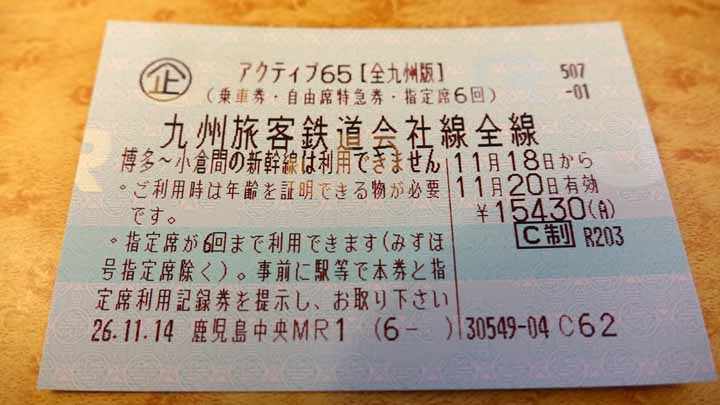 企 アクティブ65【全九州版】 507
(乗車券・自由席特急券・指定席6回) -01
九州旅客鉄道会社線全線
博多～小倉間の新幹線は利用できません 11月18日から
・ご利用時は年齢を証明できる物が必要 11月20日有効
です。 ¥15430(A)
・指定席が6回まで利用できます(みずほ C制 R203
号指定席除く)。事前に駅等で本券と指
定席利用記録券を提示し、お取り下さい
26.11.14 鹿児島中央MR1 (6- ) 30549-04 C62